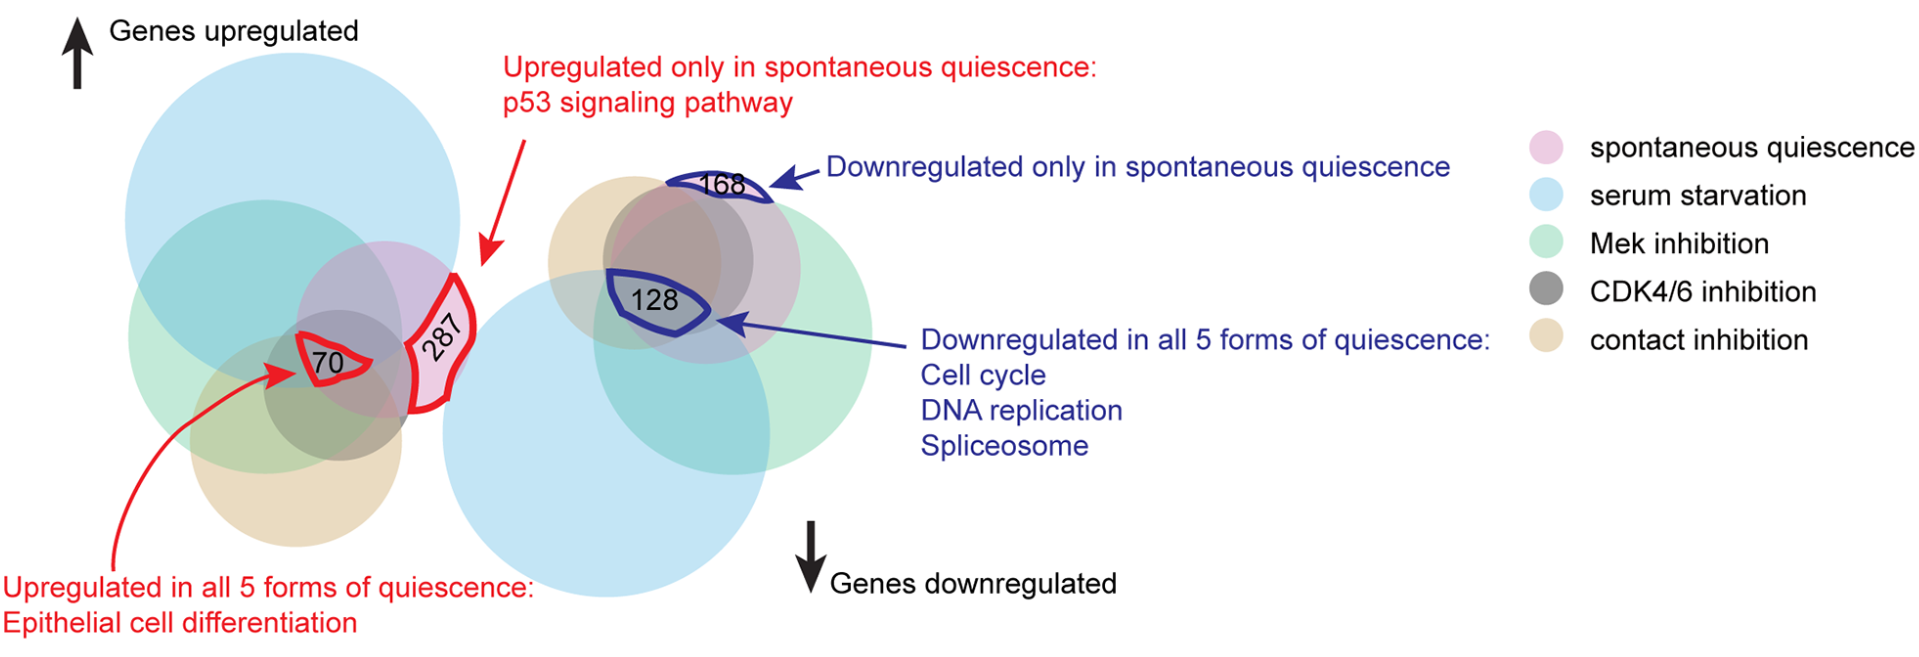 Genes upregulated
Upregulated only in spontaneous quiescence:
p53 signaling pathway
168
Downregulated only in spontaneous quiescence
spontaneous quiescence
serum starvation
Mek inhibition
CDK4/6 inhibition
contact inhibition
287
70
128
Downregulated in all 5 forms of quiescence:
Cell cycle
DNA replication
Spliceosome
Genes downregulated
Upregulated in all 5 forms of quiescence:
Epithelial cell differentiation